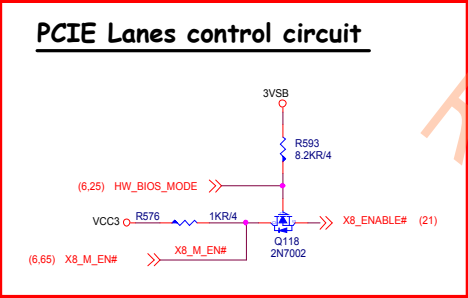 PCIE Lanes control circuit
3VSB
R593
8.2KR/4
(6,25) HW_BIOS_MODE
VCC3 R576 1KR/4
X8_ENABLE# (21)
Q118
2N7002
(6,65) X8_M_EN# X8_M_EN#